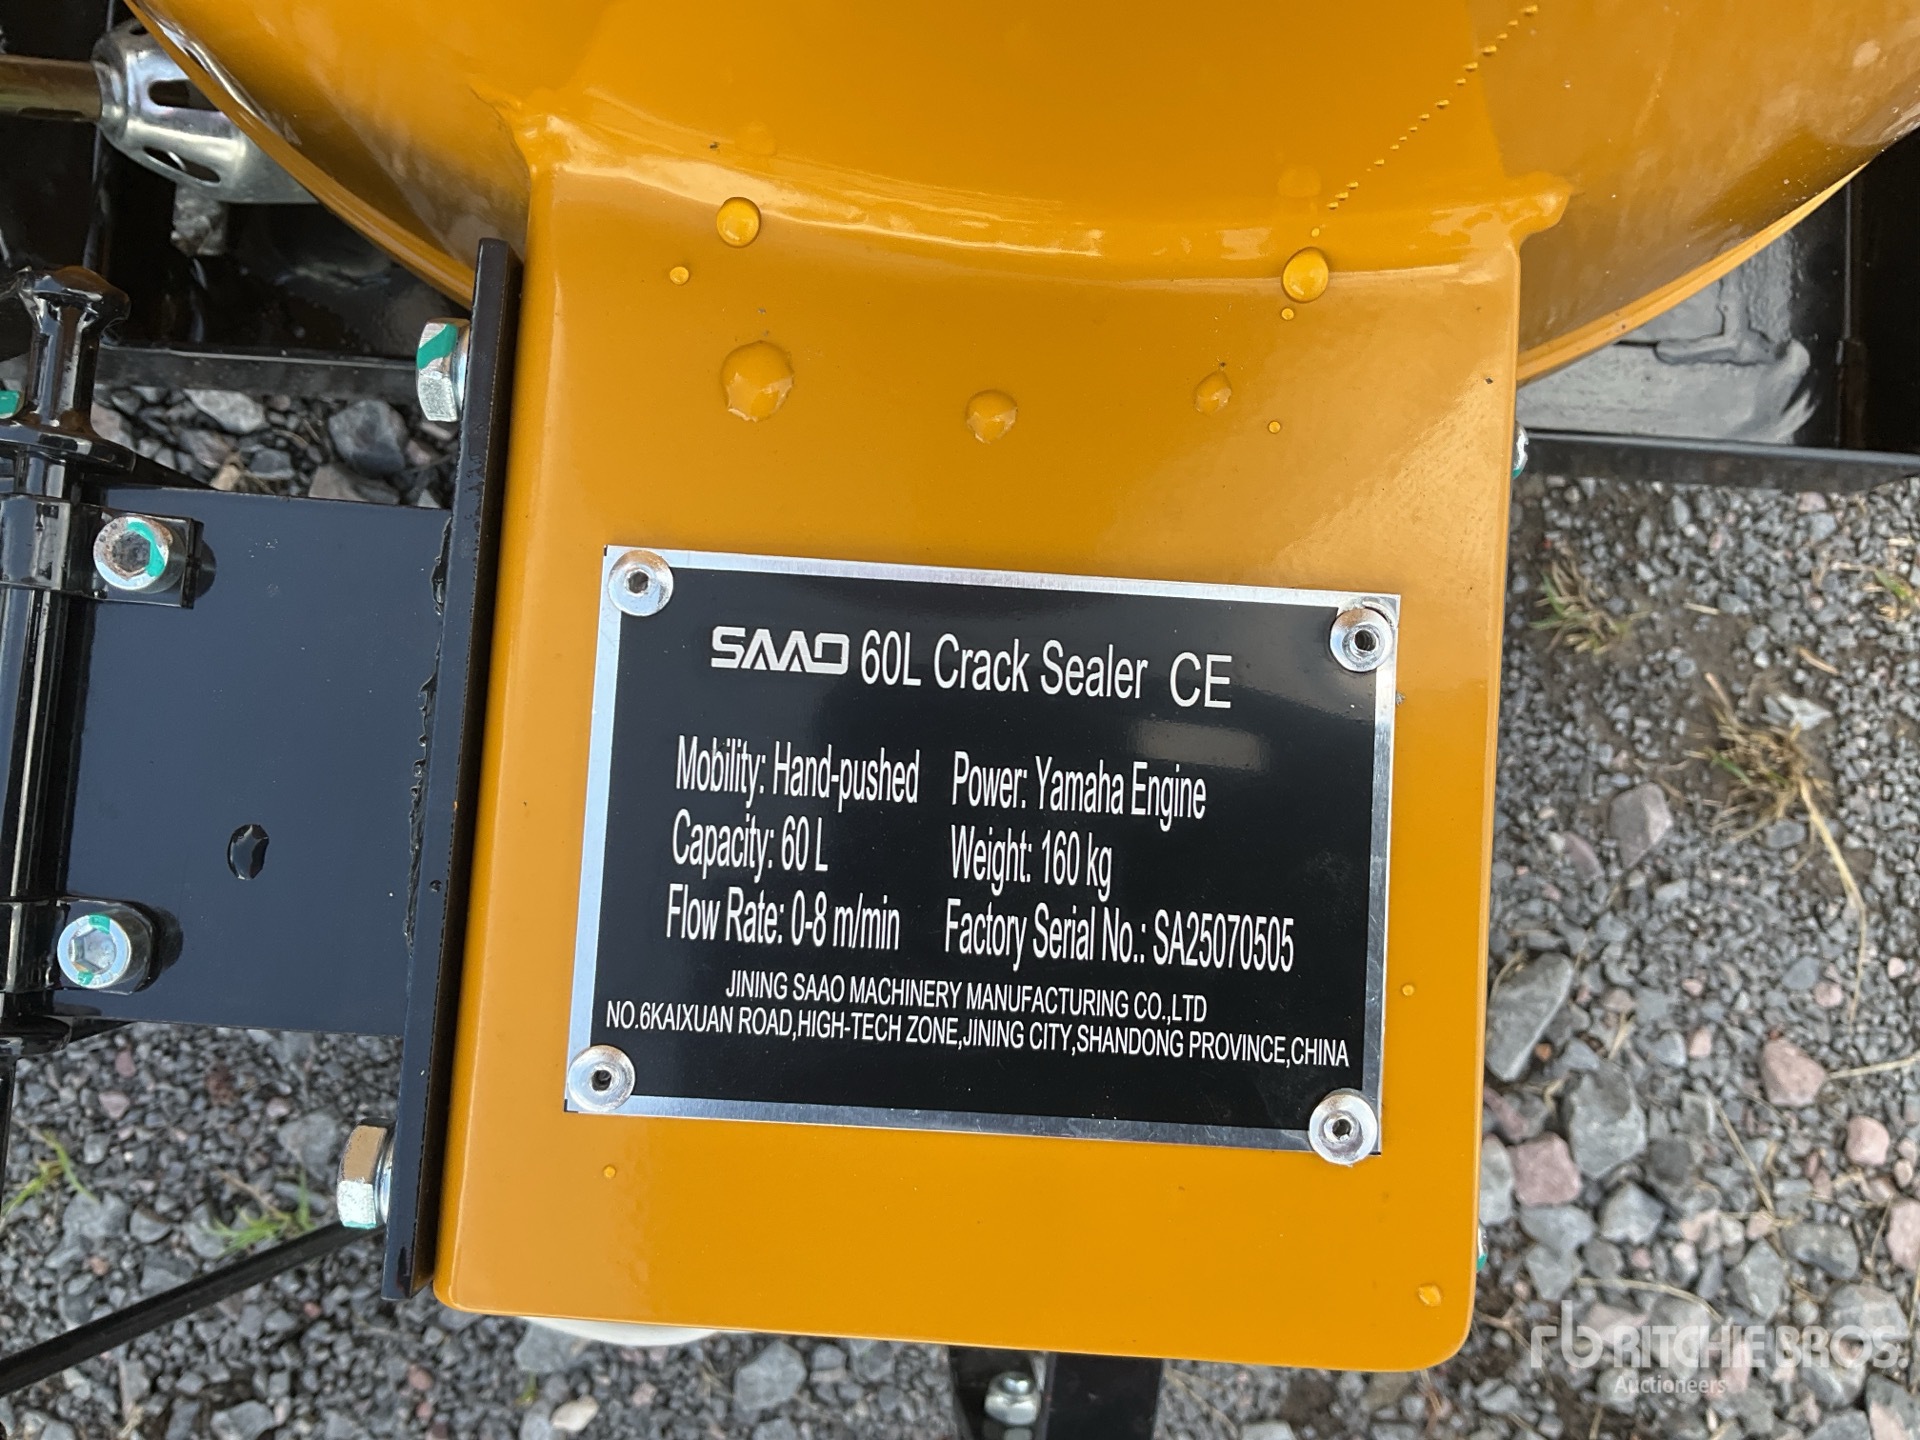 SAAO 60L Crack Sealer CE
Mobility: Hand-pushed Power: Yamaha Engine
Capacity: 60 L Weight: 160 kg
Flow Rate: 0-8 m/min Factory Serial No.: SA25070505
JINING SAAO MACHINERY MANUFACTURING CO.,LTD
NO.6KAIXUAN ROAD,HIGH-TECH ZONE,JINING CITY,SHANDONG PROVINCE,CHINA
rb RITCHIE BROS.
Auctioneers